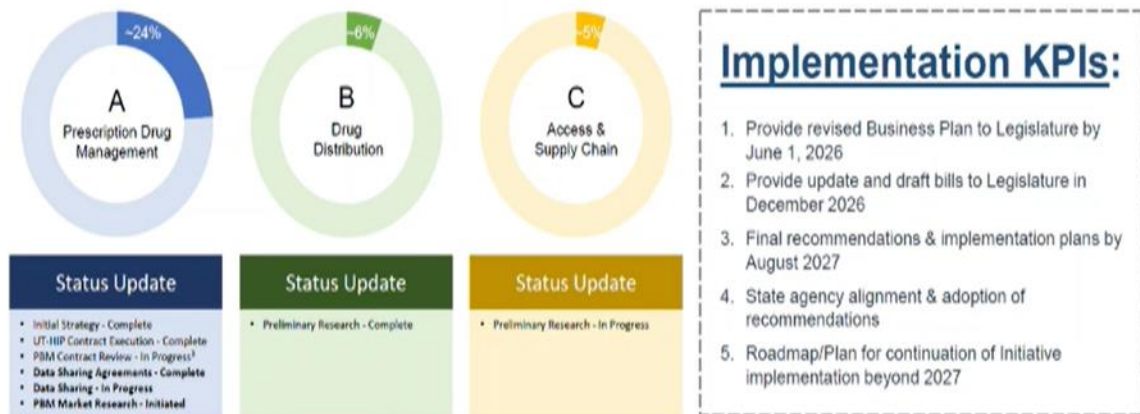 ~24%
A
Prescription Drug
Management
~6%
B
Drug
Distribution
~5%
C
Access &
Supply Chain
Status Update
• Initial Strategy - Complete
• UT-HIP Contract Execution - Complete
• PBM Contract Review - In Progress³
• Data Sharing Agreements - Complete
• Data Sharing - In Progress
• PBM Market Research - Initiated
Status Update
• Preliminary Research - Complete
Status Update
• Preliminary Research - In Progress
Implementation KPIs:
1. Provide revised Business Plan to Legislature by
June 1, 2026
2. Provide update and draft bills to Legislature in
December 2026
3. Final recommendations & implementation plans by
August 2027
4. State agency alignment & adoption of
recommendations
5. Roadmap/Plan for continuation of Initiative
implementation beyond 2027